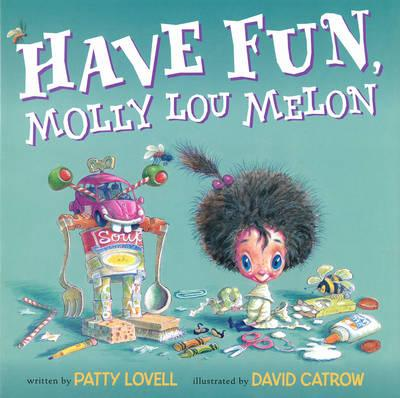 HAVE FUN,
MOLLY LOU MELON
Soup
written by PATTY LOVELL illustrated by DAVID CATROW